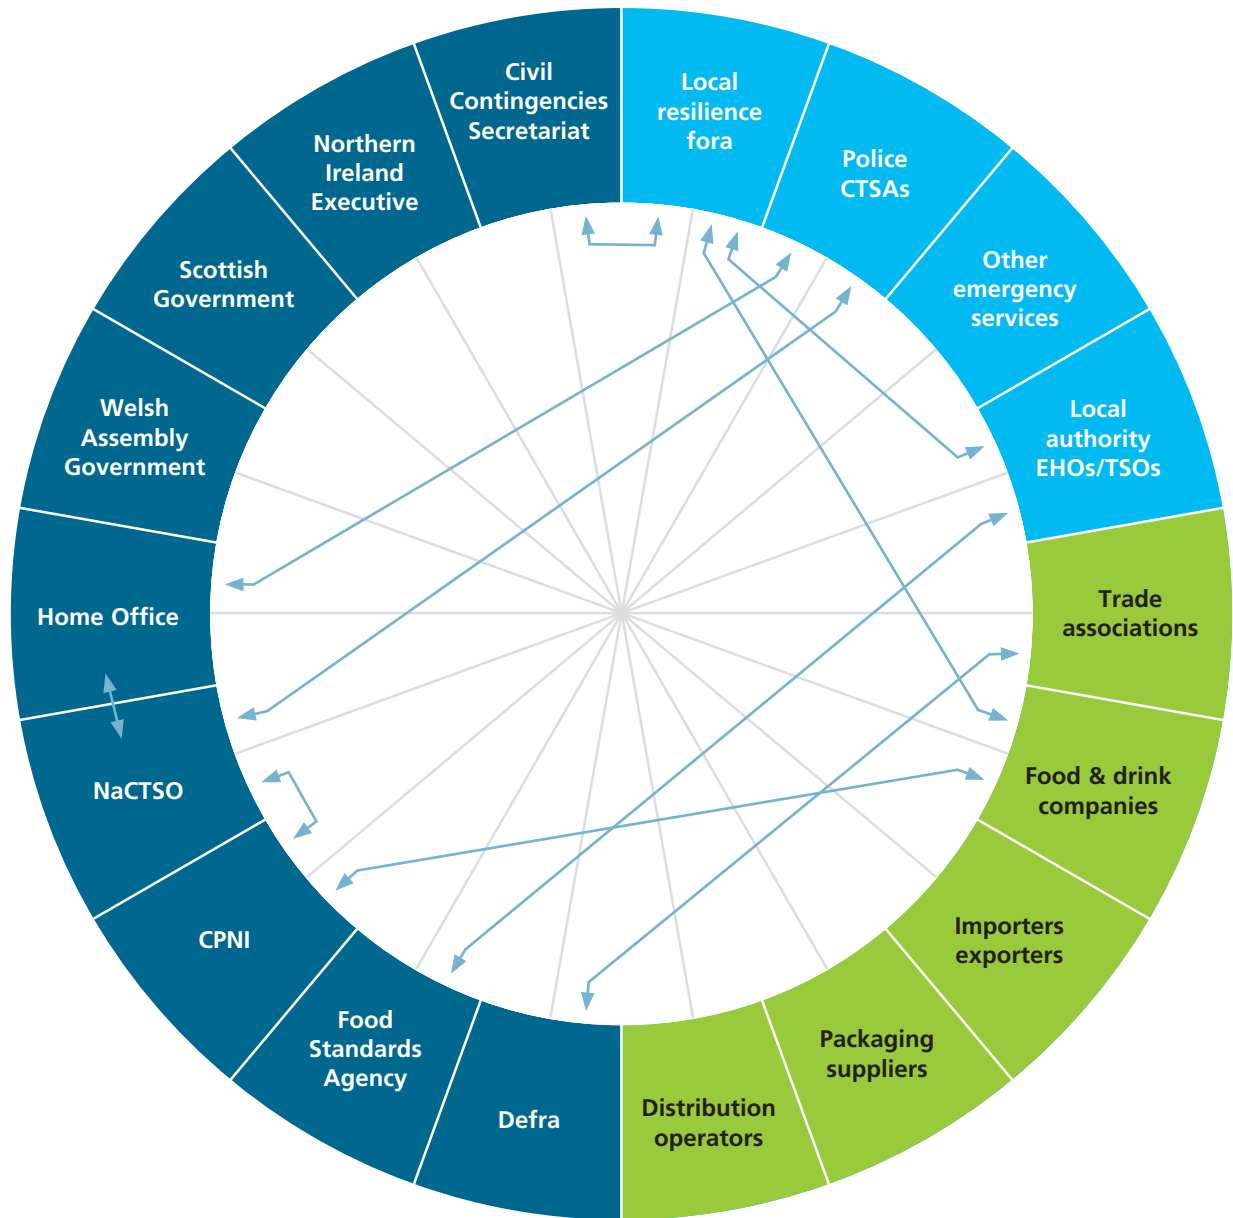 Civil
Contingencies
Secretariat
Local
resilience
fora
Police
CTSAs
Other
emergency
services
Local
authority
EHOs/TSOs
Trade
associations
Food & drink
companies
Importers
exporters
Packaging
suppliers
Distribution
operators
Defra
Food
Standards
Agency
CPNI
NaCTSO
Home Office
Welsh
Assembly
Government
Scottish
Government
Northern
Ireland
Executive